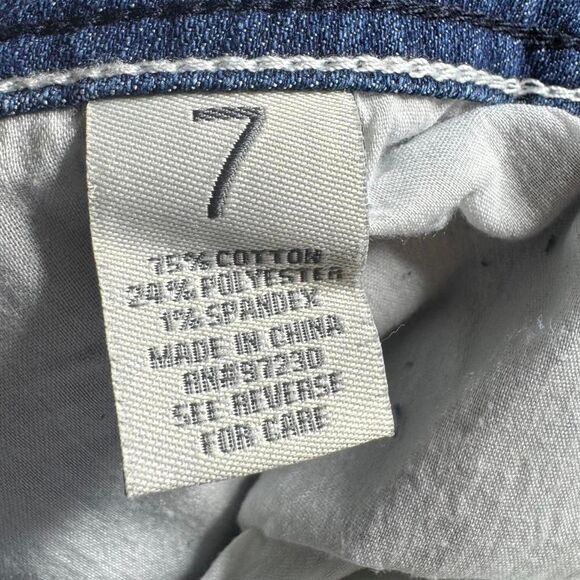 7
75% COTTON
24% POLYESTER
1% SPANDEX
MADE IN CHINA
RN# 97230
SEE REVERSE
FOR CARE